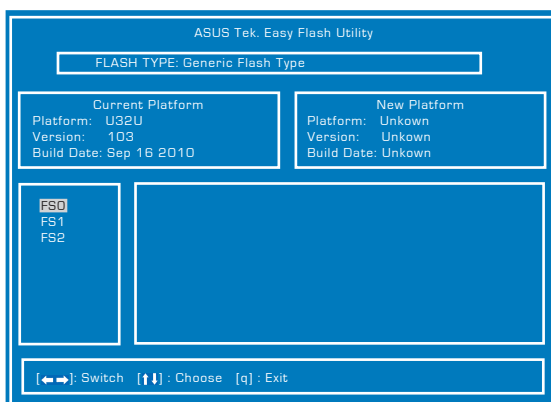 ASUS Tek. Easy Flash Utility
FLASH TYPE: Generic Flash Type
Current Platform
Platform: U32U
Version: 103
Build Date: Sep 16 2010
New Platform
Platform: Unkown
Version: Unkown
Build Date: Unkown
FS0
FS1
FS2
[←→]: Switch [↑↓] : Choose [q] : Exit